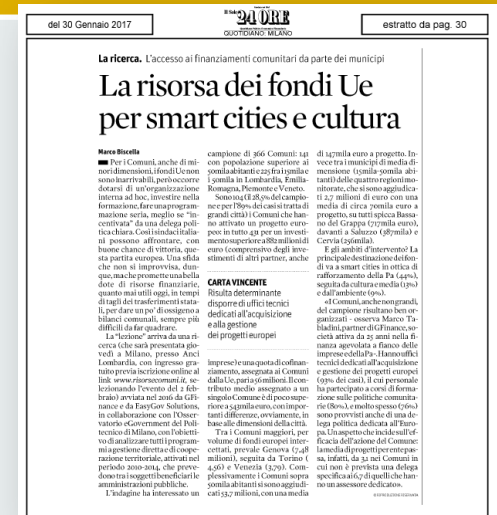 del 30 Gennaio 2017
Il Sole
24 ORE
QUOTIDIANO: MILANO
estratto da pag. 30
La ricerca. L'accesso ai finanziamenti comunitari da parte dei municipi
La risorsa dei fondi Ue
per smart cities e cultura
Marco Biscella
Per i Comuni, anche di mi-
nori dimensioni, i fondi Ue non
sono inarrivabili, però occorre
dotarsi di un'organizzazione
interna ad hoc, investire nella
formazione, fare una program-
mazione seria, meglio se "in-
centivata" da una delega poli-
tica chiara. Così i sindaci italia-
ni possono affrontare, con
buone chance di vittoria, que-
sta partita europea. Una sfida
che non si improvvisa, dun-
que, ma che promette una bella
dote di risorse finanziarie,
quanto mai utili oggi, in tempi
di tagli dei trasferimenti stata-
li, per dare un po' di ossigeno a
bilanci comunali, sempre più
difficili da far quadrare.
La "lezione" arriva da una ri-
cerca (che sarà presentata gio-
vedì a Milano, presso Anci
Lombardia, con ingresso gra-
tuito previa iscrizione online al
link www.risorsecomuni.it, se-
lezionando l'evento del 2 feb-
braio) avviata nel 2016 da GFi-
nance e da EasyGov Solutions,
in collaborazione con l'Osser-
vatorio eGovernment del Poli-
tecnico di Milano, con l'obietti-
vo di analizzare tutti i program-
mi a gestione diretta e di coope-
razione territoriale, attivati nel
periodo 2010-2014, che preve-
dono tra i soggetti beneficiari le
amministrazioni pubbliche.
L'indagine ha interessato un
campione di 366 Comuni: 141
con popolazione superiore ai
50mila abitanti e 225 fra i 15mila e
i 50mila in Lombardia, Emilia-
Romagna, Piemonte e Veneto.
Sono 104 (il 28,5% del campio-
ne e per l'89% dei casi si tratta di
grandi città) i Comuni che han-
no attivato un progetto euro-
peo: in tutto 431 per un investi-
mento superiore a 882 milioni di
euro (comprensivo degli inve-
stimenti di altri partner, anche
CARTA VINCENTE
Risulta determinante
disporre di uffici tecnici
dedicati all'acquisizione
e alla gestione
dei progetti europei
imprese) e una quota di cofinan-
ziamento, assegnata ai Comuni
dalla Ue, pari a 56 milioni. Il con-
tributo medio assegnato a un
singolo Comune è di poco supe-
riore a 543mila euro, con impor-
tanti differenze, ovviamente, in
base alle dimensioni della città.
Tra i Comuni maggiori, per
volume di fondi europei inter-
cettati, prevale Genova (7,48
milioni), seguita da Torino (
4,56) e Venezia (3,79). Com-
plessivamente i Comuni sopra
50mila abitanti si sono aggiudi-
cati 53,7 milioni, con una media
di 147mila euro a progetto. In-
vece tra i municipi di media di-
mensione (15mila-50mila abi-
tanti) delle quattro regioni mo-
nitorate, che si sono aggiudica-
ti 2,7 milioni di euro con una
media di circa 70mila euro a
progetto, su tutti spicca Bassa-
no del Grappa (717mila euro),
davanti a Saluzzo (387mila) e
Cervia (256mila).
E gli ambiti d'intervento? La
principale destinazione dei fon-
di va a smart cities in ottica di
rafforzamento della Pa (44%),
seguita da cultura e media (13%)
e dall'ambiente (9%).
«I Comuni, anche non grandi,
del campione risultano ben or-
ganizzati - osserva Marco Ta-
bladini, partner di GFinance, so-
cietà attiva da 25 anni nella fi-
nanza agevolata a fianco delle
imprese e della Pa-. Hanno uffici
tecnici dedicati all'acquisizione
e gestione dei progetti europei
(93% dei casi), il cui personale
ha partecipato a corsi di forma-
zione sulle politiche comunita-
rie (80%), e molto spesso (76%)
sono provvisti anche di una de-
lega politica dedicata all'Euro-
pa. Un aspetto che incide sull'ef-
ficacia dell'azione del Comune:
la media di progetti per ente pas-
sa, infatti, da 3,1 nei Comuni in
cui non è prevista una delega
specifica ai 6,7 di quelli che han-
no un assessore dedicato».
© RIPRODUZIONE RISERVATA